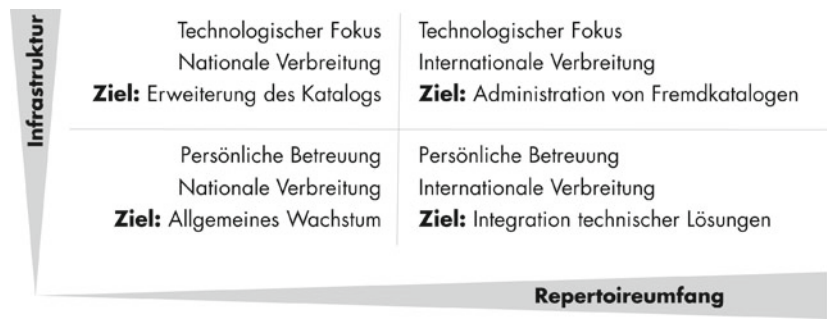 Infrastruktur
Technologischer Fokus
Nationale Verbreitung
Ziel: Erweiterung des Katalogs
Technologischer Fokus
Internationale Verbreitung
Ziel: Administration von Fremdkatalogen
Persönliche Betreuung
Nationale Verbreitung
Ziel: Allgemeines Wachstum
Persönliche Betreuung
Internationale Verbreitung
Ziel: Integration technischer Lösungen
Repertoireumfang